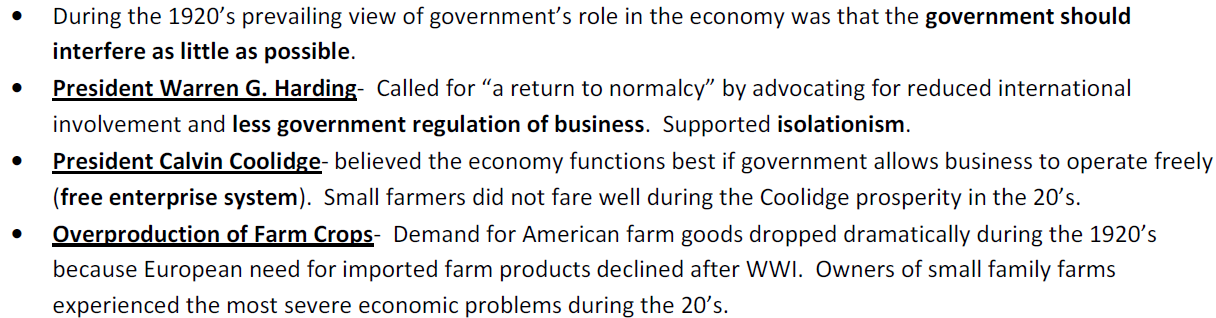 • During the 1920’s prevailing view of government’s role in the economy was that the government should
interfere as little as possible.
• President Warren G. Harding- Called for “a return to normalcy” by advocating for reduced international
involvement and less government regulation of business. Supported isolationism.
• President Calvin Coolidge- believed the economy functions best if government allows business to operate freely
(free enterprise system). Small farmers did not fare well during the Coolidge prosperity in the 20’s.
• Overproduction of Farm Crops- Demand for American farm goods dropped dramatically during the 1920’s
because European need for imported farm products declined after WWI. Owners of small family farms
experienced the most severe economic problems during the 20’s.